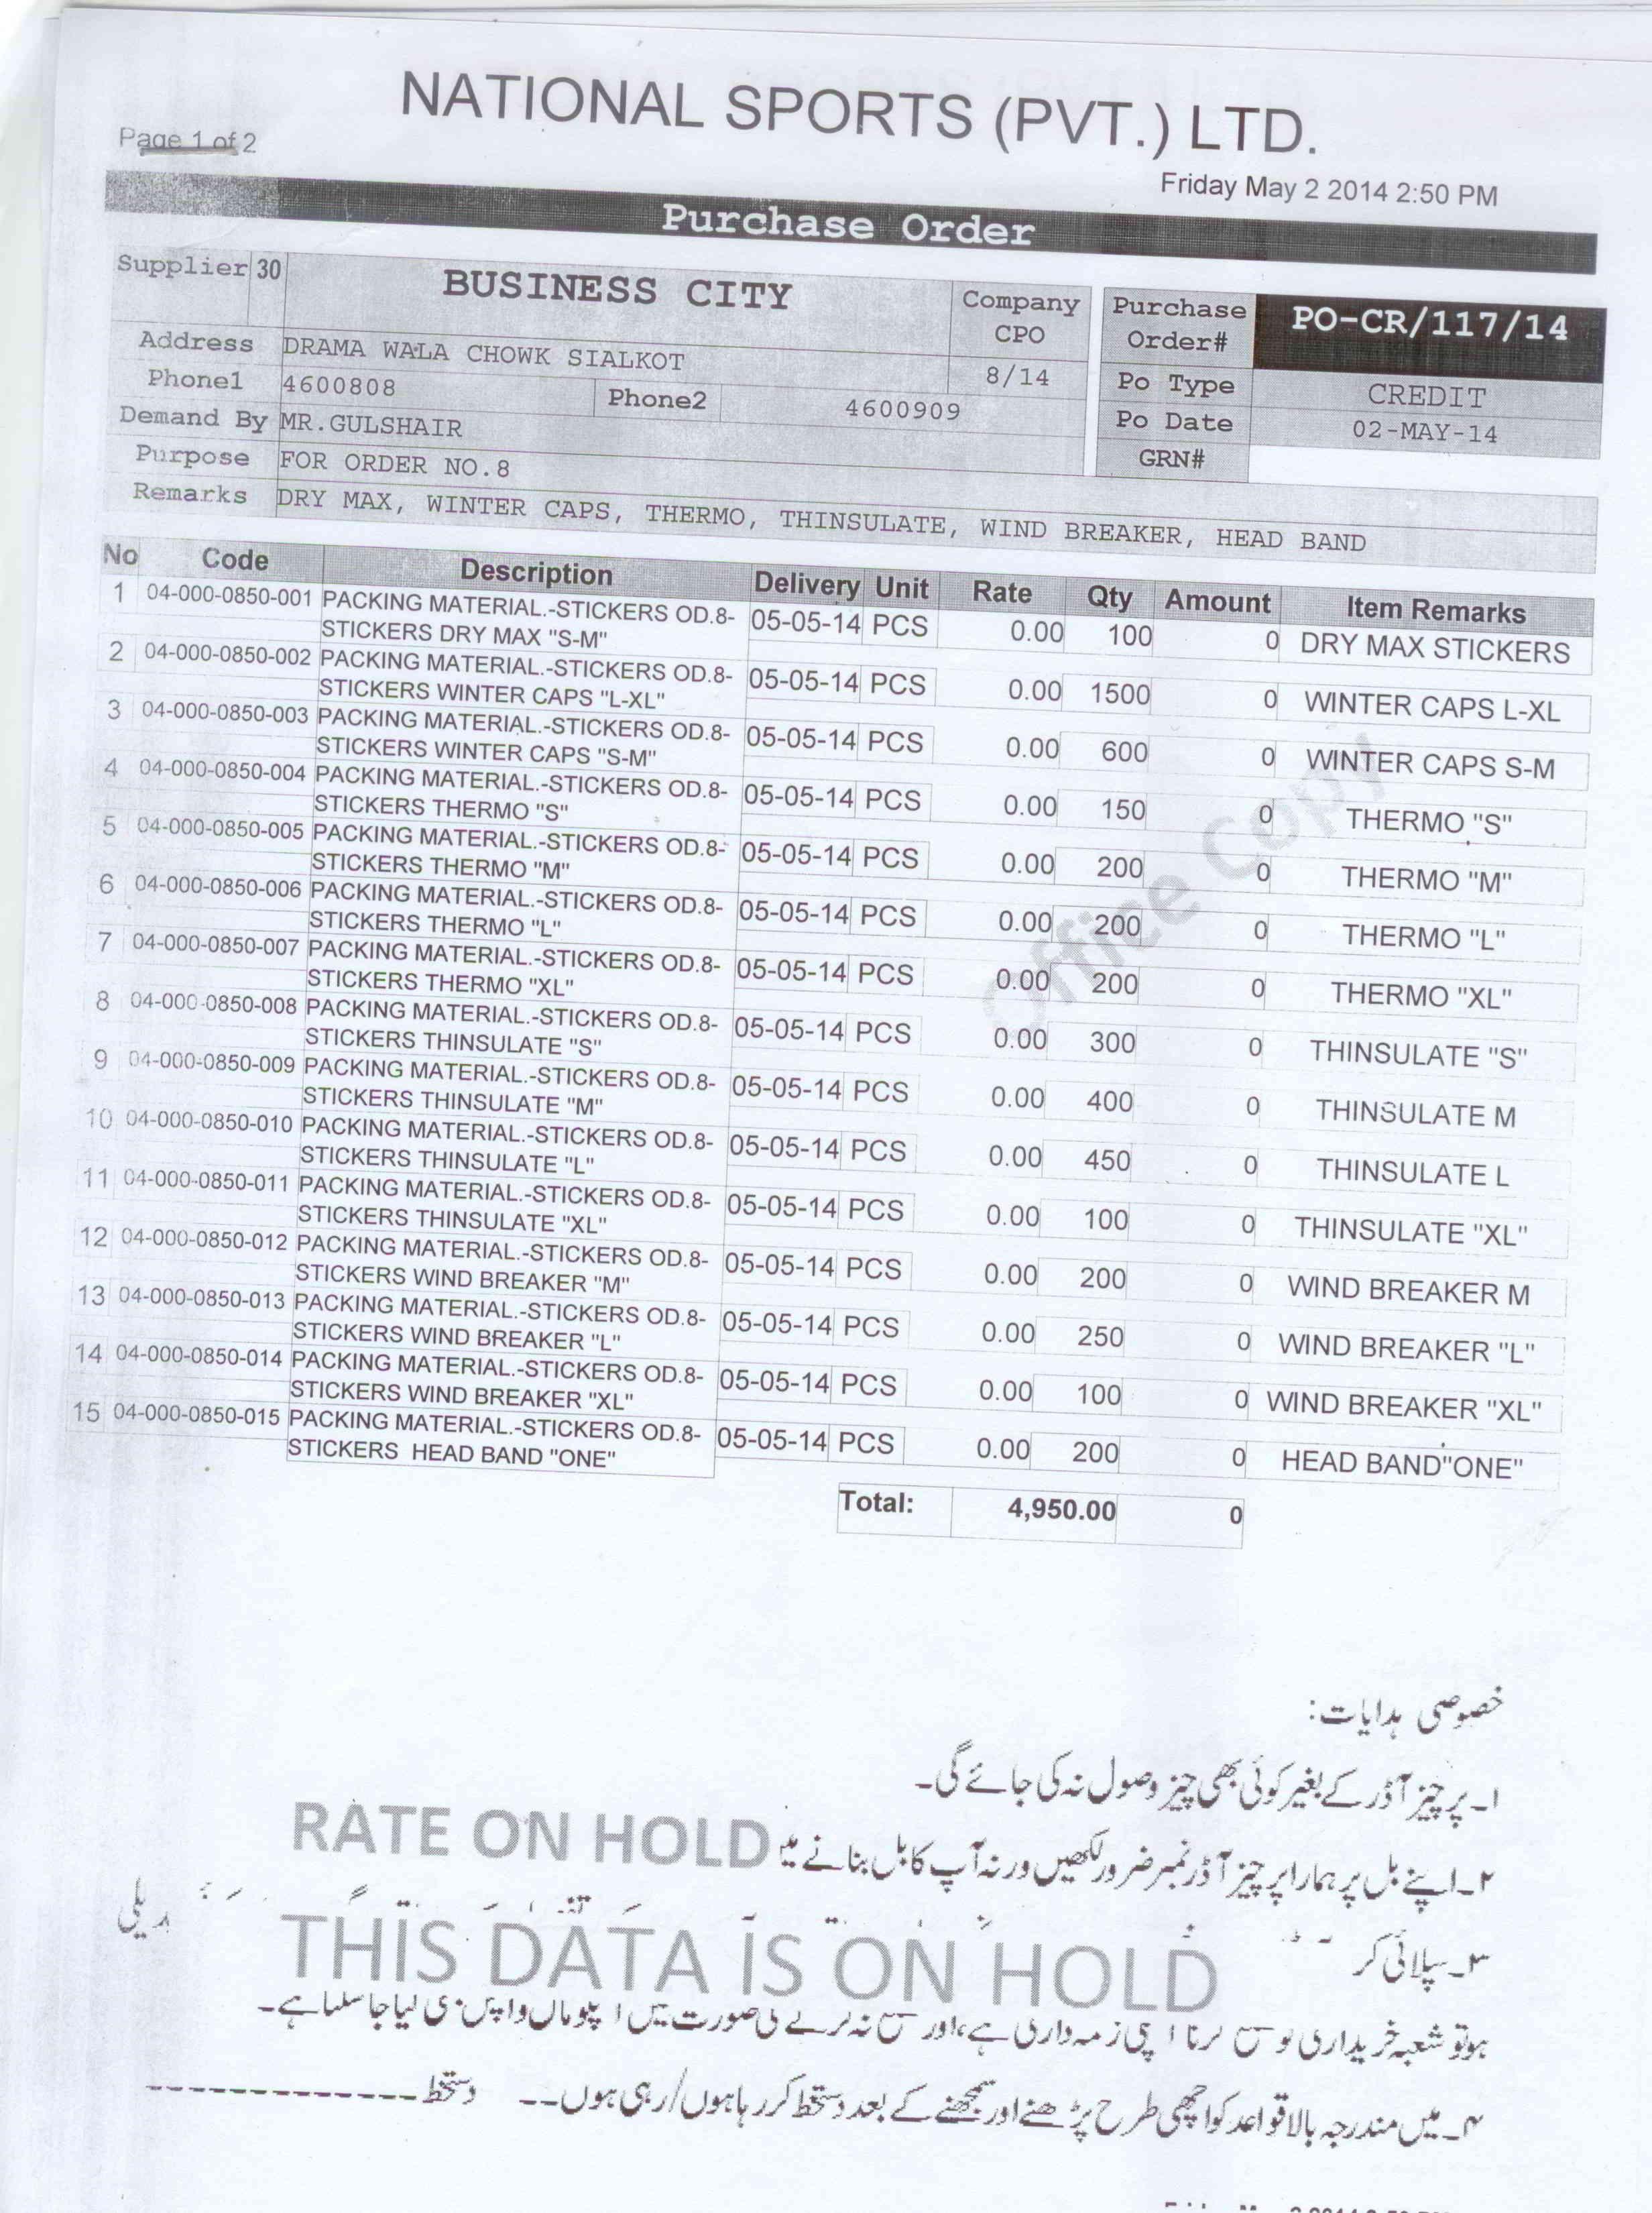 NATIONAL SPORTS (PVT.) LTD.
Page 1 of 2
Friday May 2 2014 2:50 PM
Purchase Order
Supplier 30 BUSINESS CITY Company CPO 8/14
Purchase Order# PO-CR/117/14
Address DRAMA WALA CHOWK SIALKOT
Po Type CREDIT
Phone1 4600808 Phone2 4600909
Po Date 02-MAY-14
Demand By MR.GULSHAIR
GRN#
Purpose FOR ORDER NO.8
Remarks DRY MAX, WINTER CAPS, THERMO, THINSULATE, WIND BREAKER, HEAD BAND
No Code Description Delivery Unit Rate Qty Amount Item Remarks
1 04-000-0850-001 PACKING MATERIAL.-STICKERS OD.8- 05-05-14 PCS 0.00 100 0 DRY MAX STICKERS
STICKERS DRY MAX "S-M"
2 04-000-0850-002 PACKING MATERIAL.-STICKERS OD.8- 05-05-14 PCS 0.00 1500 0 WINTER CAPS L-XL
STICKERS WINTER CAPS "L-XL"
3 04-000-0850-003 PACKING MATERIAL.-STICKERS OD.8- 05-05-14 PCS 0.00 600 0 WINTER CAPS S-M
STICKERS WINTER CAPS "S-M"
4 04-000-0850-004 PACKING MATERIAL.-STICKERS OD.8- 05-05-14 PCS 0.00 150 0 THERMO "S"
STICKERS THERMO "S"
5 04-000-0850-005 PACKING MATERIAL.-STICKERS OD.8- 05-05-14 PCS 0.00 200 0 THERMO "M"
STICKERS THERMO "M"
6 04-000-0850-006 PACKING MATERIAL.-STICKERS OD.8- 05-05-14 PCS 0.00 200 0 THERMO "L"
STICKERS THERMO "L"
7 04-000-0850-007 PACKING MATERIAL.-STICKERS OD.8- 05-05-14 PCS 0.00 200 0 THERMO "XL"
STICKERS THERMO "XL"
8 04-000-0850-008 PACKING MATERIAL.-STICKERS OD.8- 05-05-14 PCS 0.00 300 0 THINSULATE "S"
STICKERS THINSULATE "S"
9 04-000-0850-009 PACKING MATERIAL.-STICKERS OD.8- 05-05-14 PCS 0.00 400 0 THINSULATE M
STICKERS THINSULATE "M"
10 04-000-0850-010 PACKING MATERIAL.-STICKERS OD.8- 05-05-14 PCS 0.00 450 0 THINSULATE L
STICKERS THINSULATE "L"
11 04-000-0850-011 PACKING MATERIAL.-STICKERS OD.8- 05-05-14 PCS 0.00 100 0 THINSULATE "XL"
STICKERS THINSULATE "XL"
12 04-000-0850-012 PACKING MATERIAL.-STICKERS OD.8- 05-05-14 PCS 0.00 200 0 WIND BREAKER M
STICKERS WIND BREAKER "M"
13 04-000-0850-013 PACKING MATERIAL.-STICKERS OD.8- 05-05-14 PCS 0.00 250 0 WIND BREAKER "L"
STICKERS WIND BREAKER "L"
14 04-000-0850-014 PACKING MATERIAL.-STICKERS OD.8- 05-05-14 PCS 0.00 100 0 WIND BREAKER "XL"
STICKERS WIND BREAKER "XL"
15 04-000-0850-015 PACKING MATERIAL.-STICKERS OD.8- 05-05-14 PCS 0.00 200 0 HEAD BAND"ONE"
STICKERS HEAD BAND "ONE"
Office Copy
Total: 4,950.00 0
خصوصی ہدایات:
۱۔ پرچیز آڈر کے بغیر کوئی بھی چیز وصول نہ کی جائے گی۔
۲۔ اپنے بل پر ہمارا پرچیز آڈر نمبر ضرور لکھیں ورنہ آپ کا بل بنانے میں
RATE ON HOLD
۳۔ سپلائی کر
THIS DATA IS ON HOLD
ہو تو شعبہ خریداری کو کرنا اپنی زمہ داری ہے، اور نہ کرنے کی صورت میں مال واپس بھی کیا جا سکتا ہے۔
۴۔ میں مندرجہ بالا قواعد کو اچھی طرح پڑھنے اور سمجھنے کے بعد دستخط کر رہا ہوں/رہی ہوں۔۔ دستخط -------------